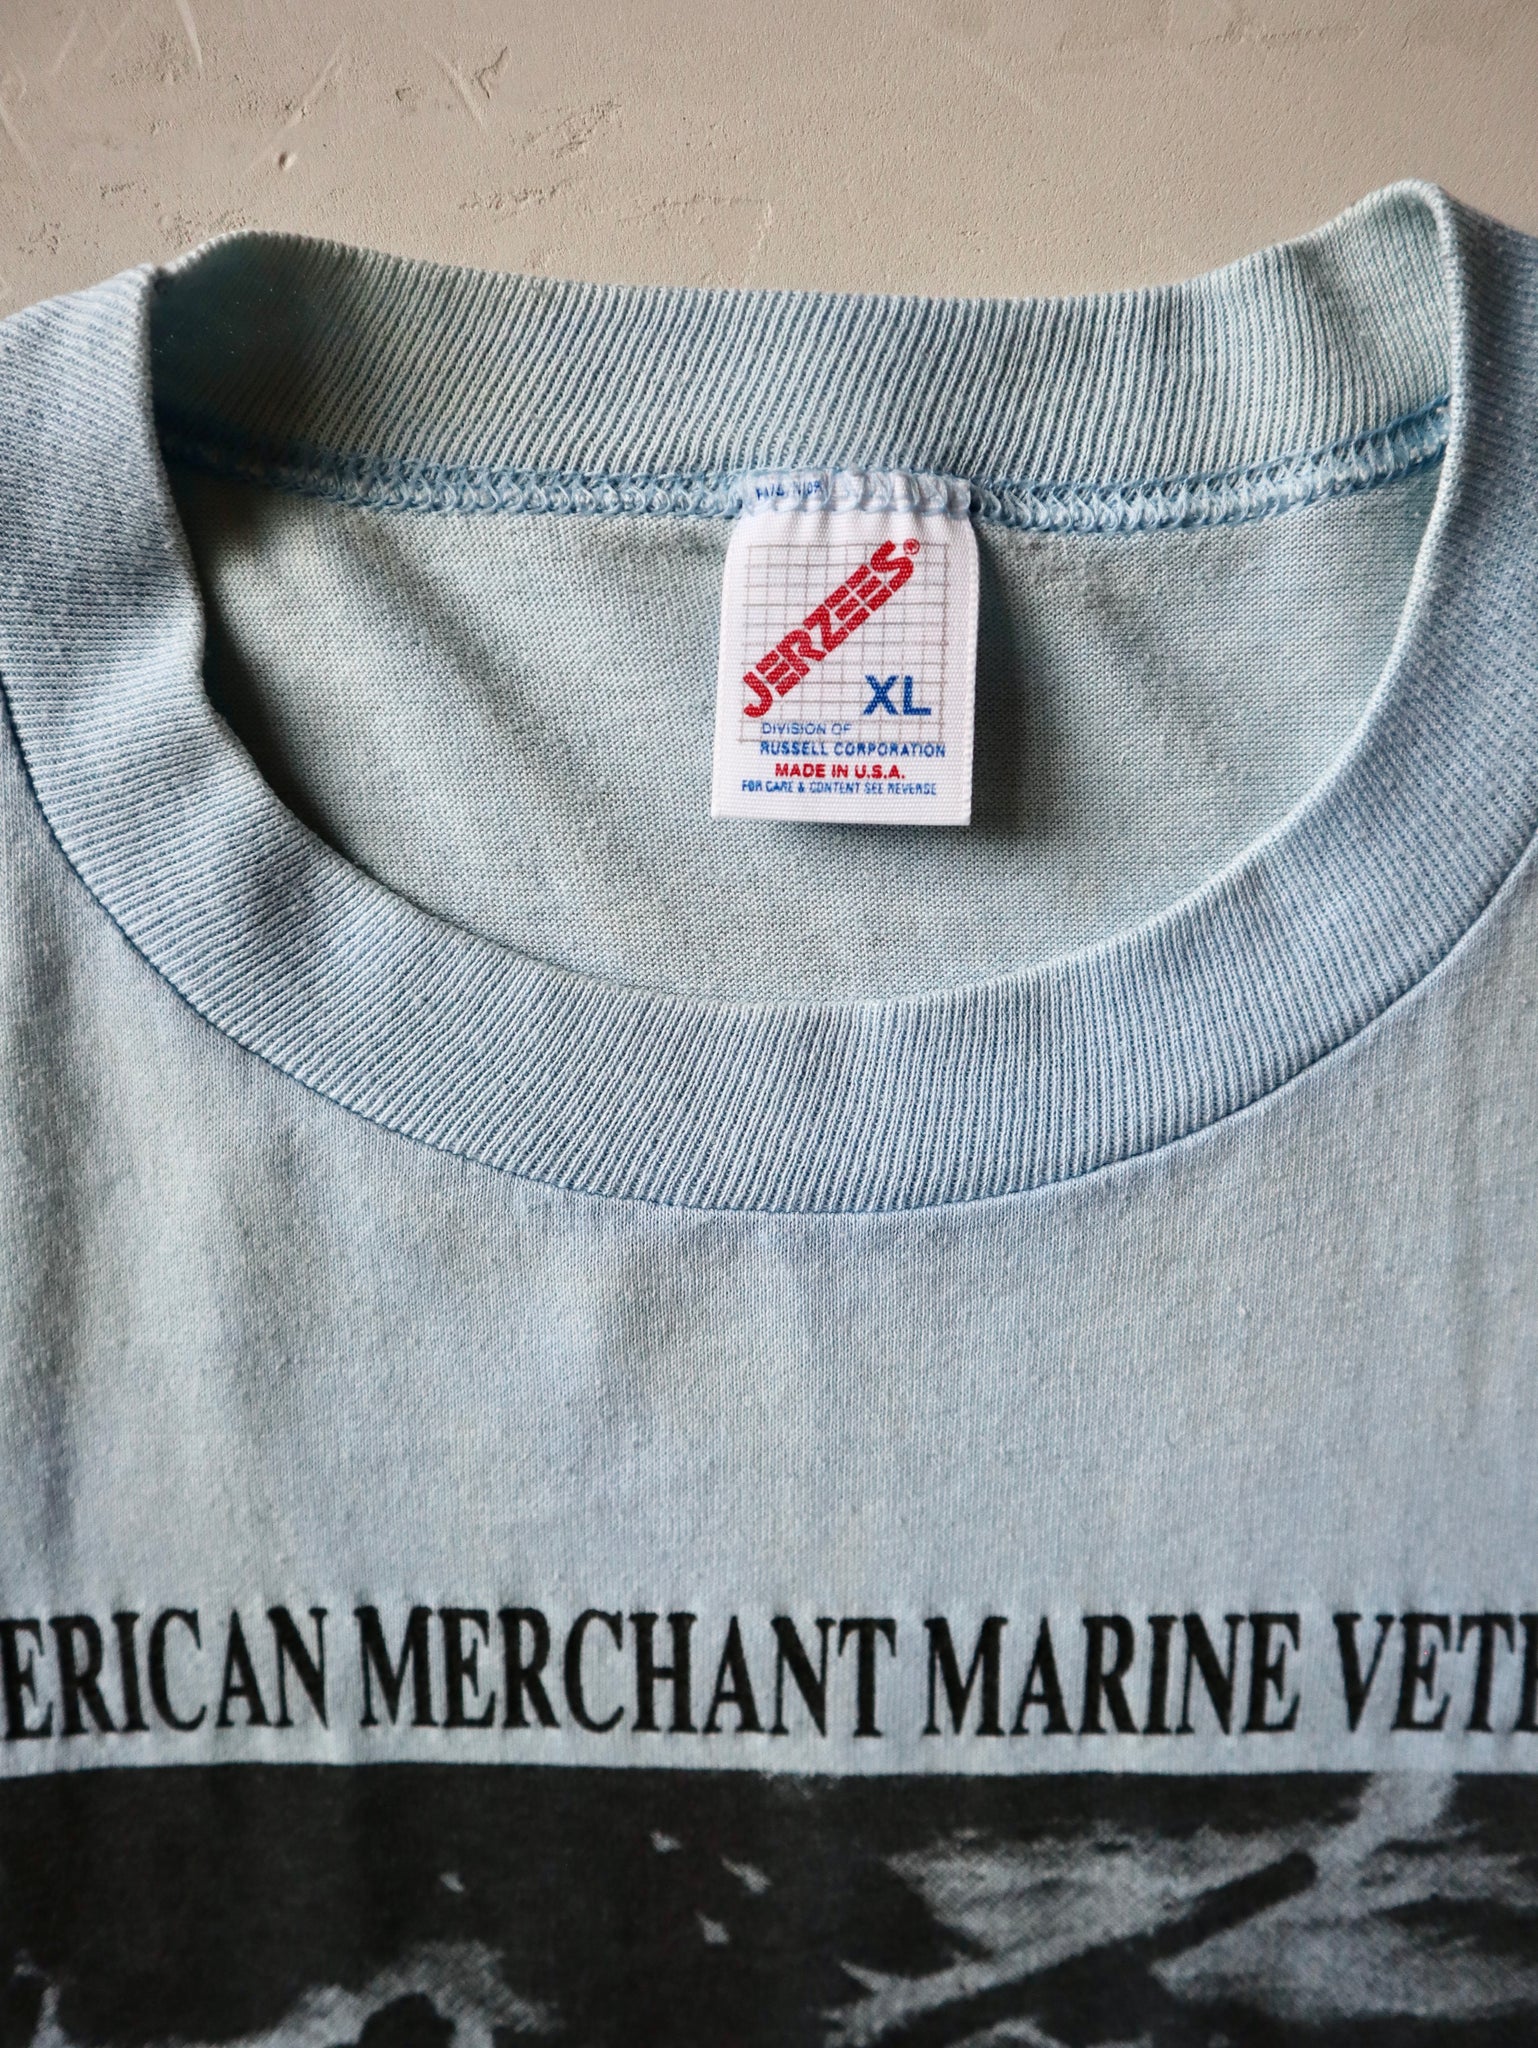 JERZEES®
XL
DIVISION OF
RUSSELL CORPORATION
MADE IN U.S.A.
FOR CARE & CONTENT SEE REVERSE
ERICAN MERCHANT MARINE VET